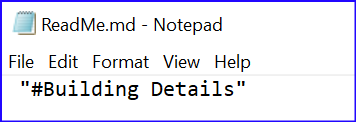 ReadMe.md - Notepad
File Edit Format View Help
"#Building Details"